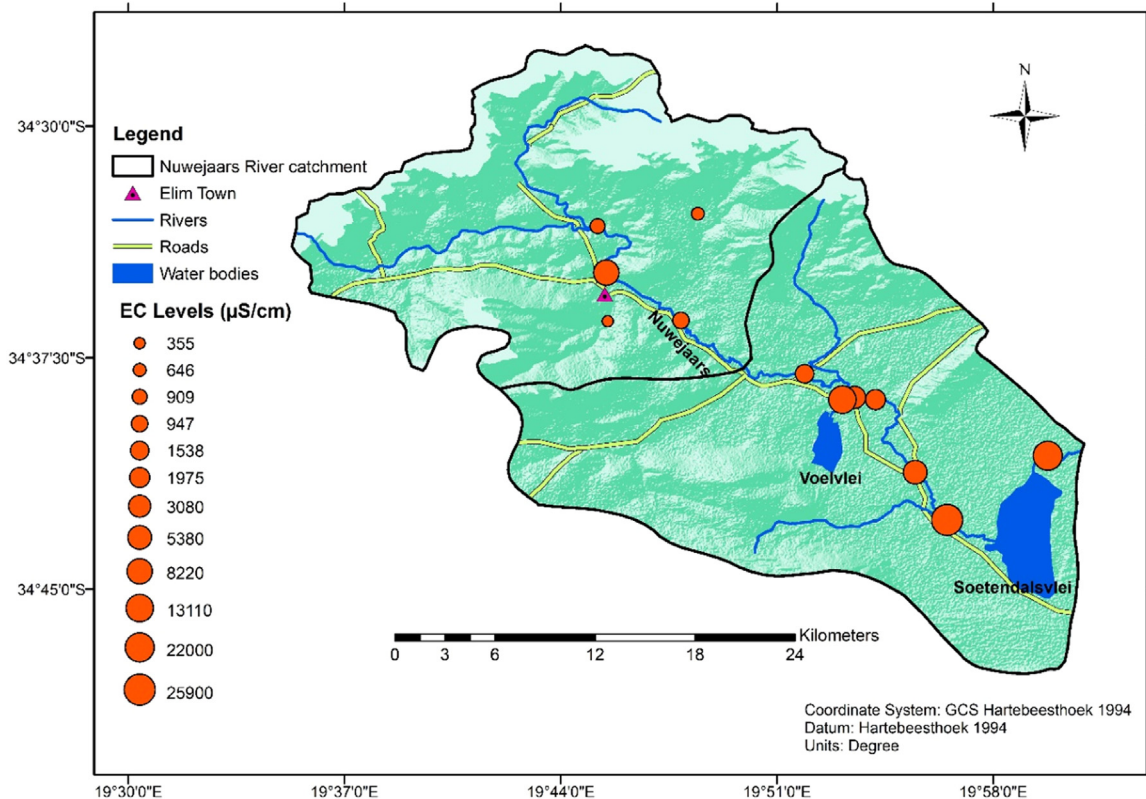 N
34°30'0"S
34°37'30"S
34°45'0"S
Legend
Nuwejaars River catchment
Elim Town
Rivers
Roads
Water bodies
EC Levels (µS/cm)
355
646
909
947
1538
1975
3080
5380
8220
13110
22000
25900
Nuwejaars
Voelvlei
Soetendalsvlei
Kilometers
0 3 6 12 18 24
Coordinate System: GCS Hartebeesthoek 1994
Datum: Hartebeesthoek 1994
Units: Degree
19°30'0"E 19°37'0"E 19°44'0"E 19°51'0"E 19°58'0"E